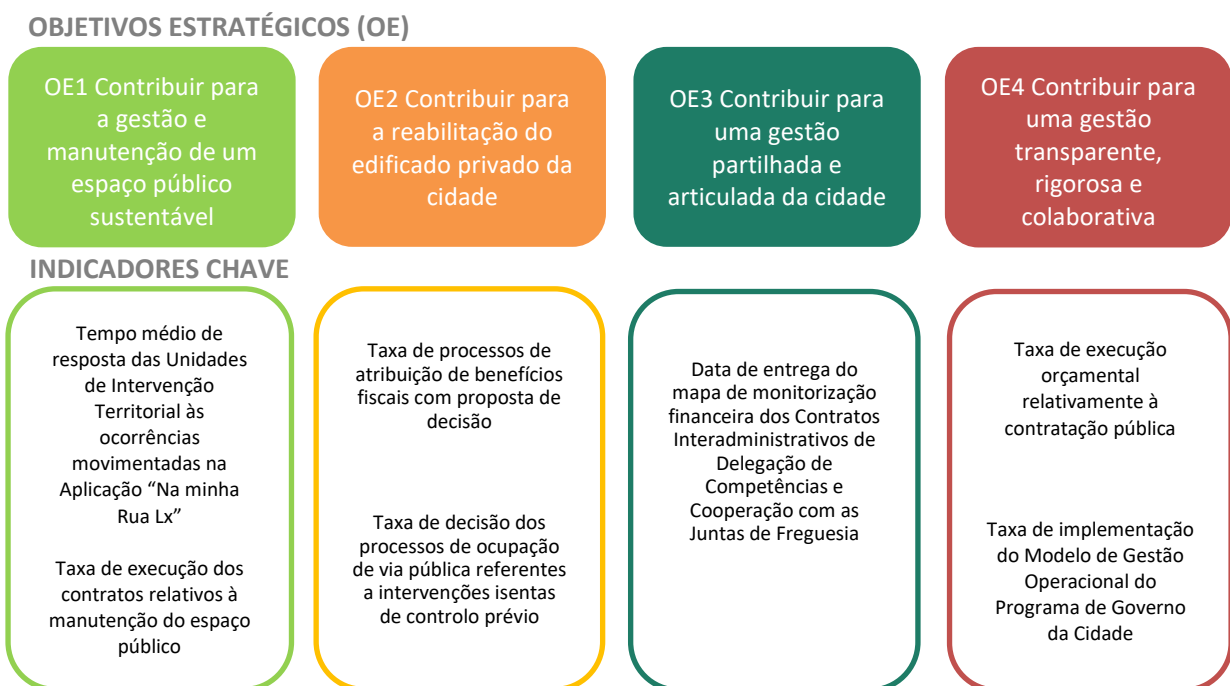 OBJETIVOS ESTRATÉGICOS (OE)
OE1 Contribuir para
a gestão e
manutenção de um
espaço público
sustentável
OE2 Contribuir para
a reabilitação do
edificado privado da
cidade
OE3 Contribuir para
uma gestão
partilhada e
articulada da cidade
OE4 Contribuir para
uma gestão
transparente,
rigorosa e
colaborativa
INDICADORES CHAVE
Tempo médio de
resposta das Unidades
de Intervenção
Territorial às
ocorrências
movimentadas na
Aplicação “Na minha
Rua Lx”
Taxa de execução dos
contratos relativos à
manutenção do espaço
público
Taxa de processos de
atribuição de benefícios
fiscais com proposta de
decisão
Taxa de decisão dos
processos de ocupação
de via pública referentes
a intervenções isentas
de controlo prévio
Data de entrega do
mapa de monitorização
financeira dos Contratos
Interadministrativos de
Delegação de
Competências e
Cooperação com as
Juntas de Freguesia
Taxa de execução
orçamental
relativamente à
contratação pública
Taxa de implementação
do Modelo de Gestão
Operacional do
Programa de Governo
da Cidade